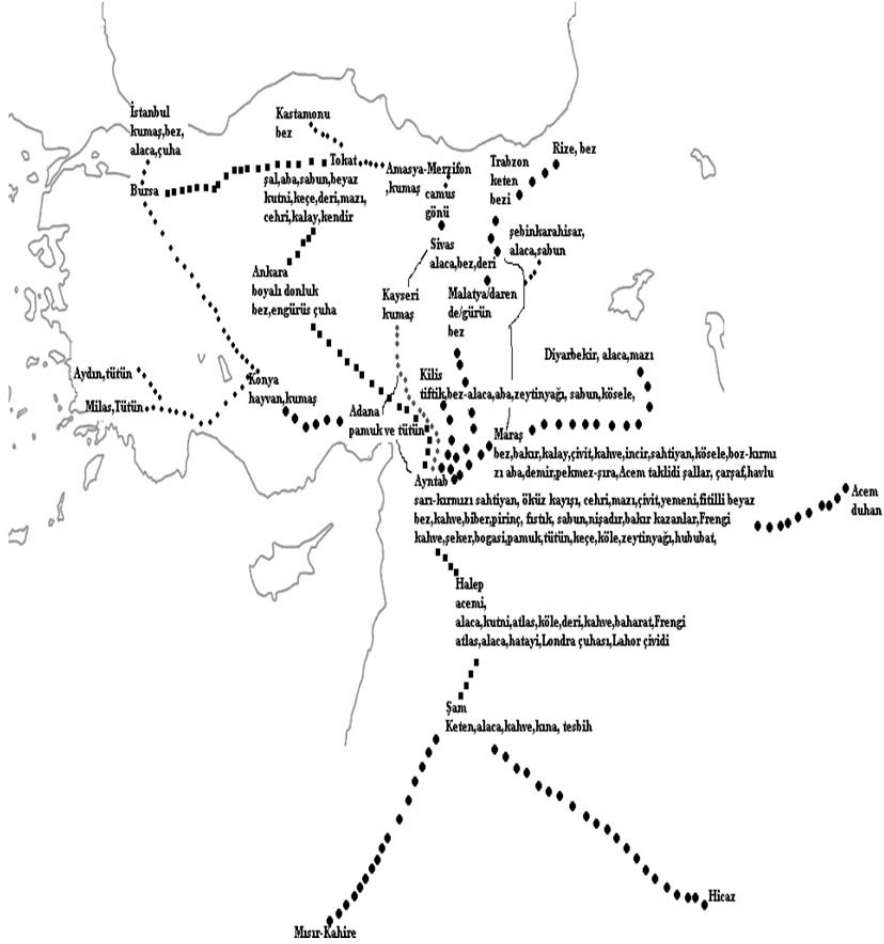 İstanbul
kumaş,bez,
alaca,çuha
Kastamonu
bez
Bursa
Tokat
şal,aba,sabun,beyaz
kutni,keçe,deri,mazı,
cehri,kalay,kendir
Amasya-Merzifon
,kumaş
camus
gönü
Trabzon
keten
bezi
Rize, bez
Sivas
alaca,bez,deri
şebinkarahisar,
alaca,sabun
Ankara
boyalı donluk
bez,engürüs çuha
Kayseri
kumaş
Malatya/daren
de/gürün
bez
Diyarbekir, alaca,mazı
Aydın,tütün
Milas,Tütün
Konya
hayvan,kumaş
Kilis
tiftik,bez-alaca,aba,zeytinyağı, sabun,kösele,
Adana
pamuk ve tütün
Maraş
bez,bakır,kalay,çivit,kahve,incir,sahtiyan,kösele,boz-kırmı
zı aba,demir,pekmez-şıra,Acem taklidi şallar, çarşaf,havlu
Ayntab
sarı-kırmızı sahtiyan, öküz kayışı, cehri,mazı,çivit,yemeni,fitilli beyaz
bez,kahve,biber,pirinç, fıstık, sabun,nişadır,bakır kazanlar,Frengi
kahve,şeker,bogasi,pamuk,tütün,keçe,köle,zeytinyağı,hububat,
Acem
duhan
Halep
acemi,
alaca,kutni,atlas,köle,deri,kahve,baharat,Frengi
atlas,alaca,hatayi,Londra çuhası,Lahor çividi
Şam
Keten,alaca,kahve,kına, tesbih
Hicaz
Mısır-Kahire